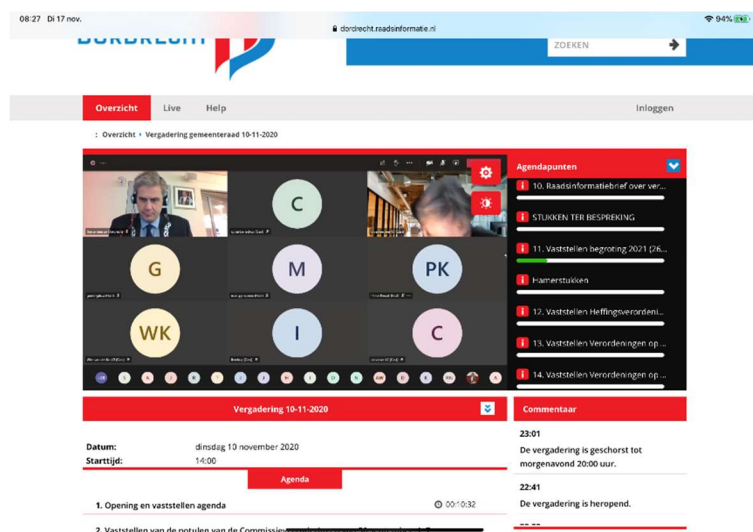 08:27 Di 17 nov.
dordrecht.raadsinformatie.nl
94%
DORDRECHT
ZOEKEN
Overzicht Live Help Inloggen
: Overzicht • Vergadering gemeenteraad 10-11-2020
Agendapunten
10. Raadsinformatiebrief over ver...
STUKKEN TER BESPREKING
11. Vaststellen begroting 2021 (26...
Hamerstukken
12. Vaststellen Heffingsverordeni...
13. Vaststellen Verordeningen op ...
14. Vaststellen Verordeningen op ...
C
G
M
PK
WK
I
C
Vergadering 10-11-2020
Datum: dinsdag 10 november 2020
Starttijd: 14:00
Agenda
1. Opening en vaststellen agenda 00:10:32
2. Vaststellen van de notulen van de
Commentaar
23:01
De vergadering is geschorst tot
morgenavond 20:00 uur.
22:41
De vergadering is heropend.